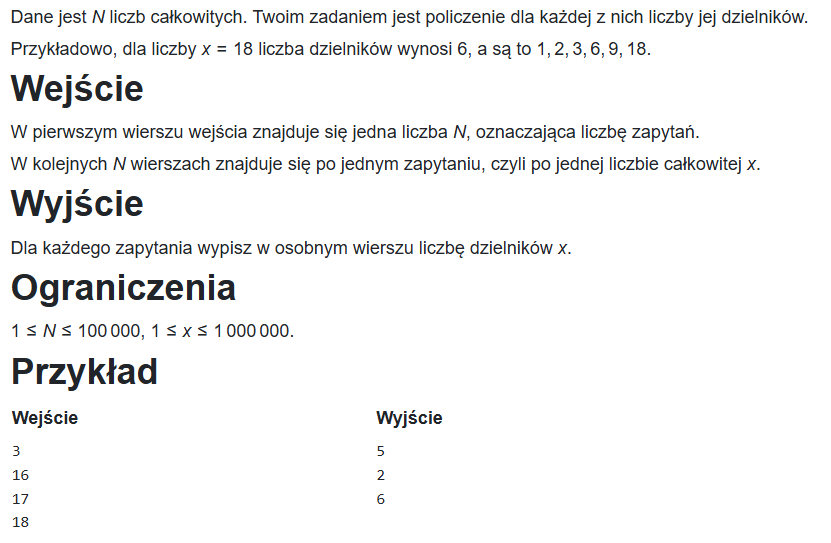 Dane jest N liczb całkowitych. Twoim zadaniem jest policzenie dla każdej z nich liczby jej dzielników.
Przykładowo, dla liczby x = 18 liczba dzielników wynosi 6, a są to 1, 2, 3, 6, 9, 18.
Wejście
W pierwszym wierszu wejścia znajduje się jedna liczba N, oznaczająca liczbę zapytań.
W kolejnych N wierszach znajduje się po jednym zapytaniu, czyli po jednej liczbie całkowitej x.
Wyjście
Dla każdego zapytania wypisz w osobnym wierszu liczbę dzielników x.
Ograniczenia
1 ≤ N ≤ 100 000, 1 ≤ x ≤ 1 000 000.
Przykład
Wejście Wyjście
3 5
16 2
17 6
18